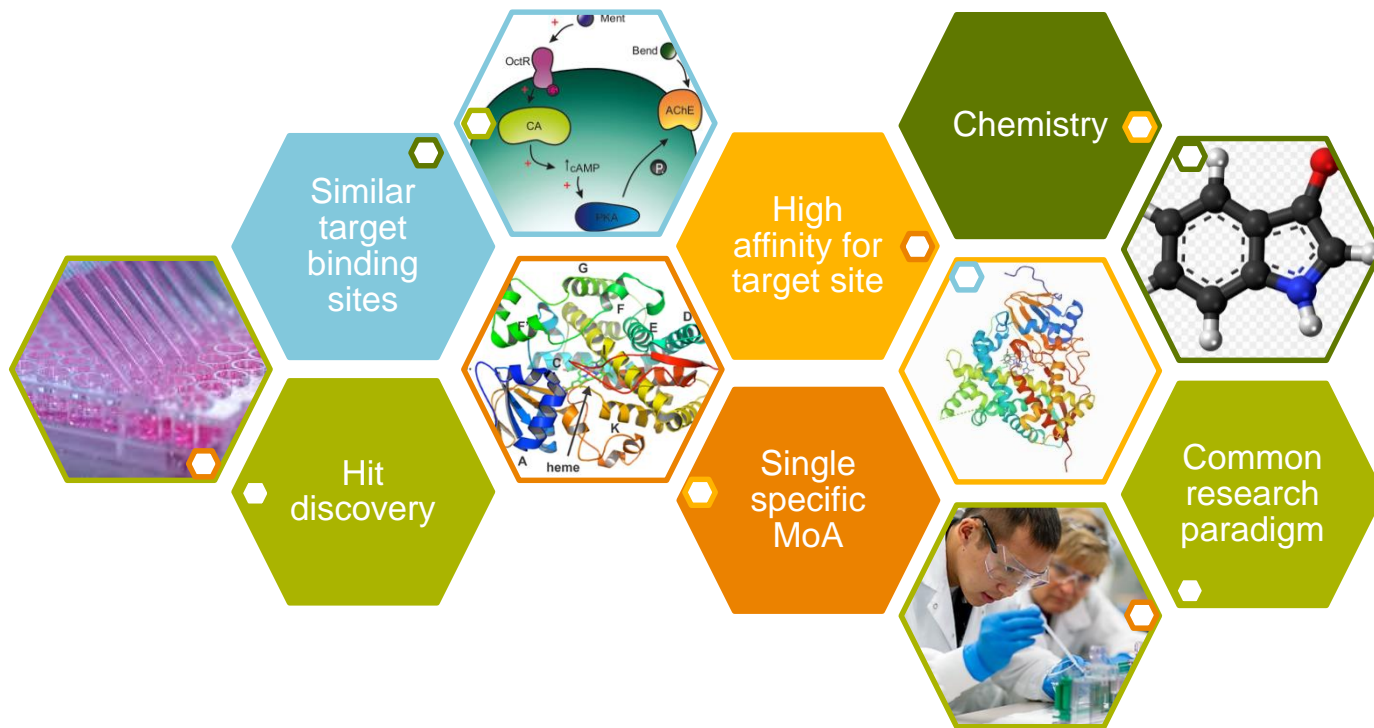 Similar
target
binding
sites
Hit
discovery
Ment
OctR
G
CA
↑cAMP
PKA
P
AChE
Bend
G
F
F'
E
D
C
K
A
heme
High
affinity for
target site
Single
specific
MoA
Chemistry
Common
research
paradigm